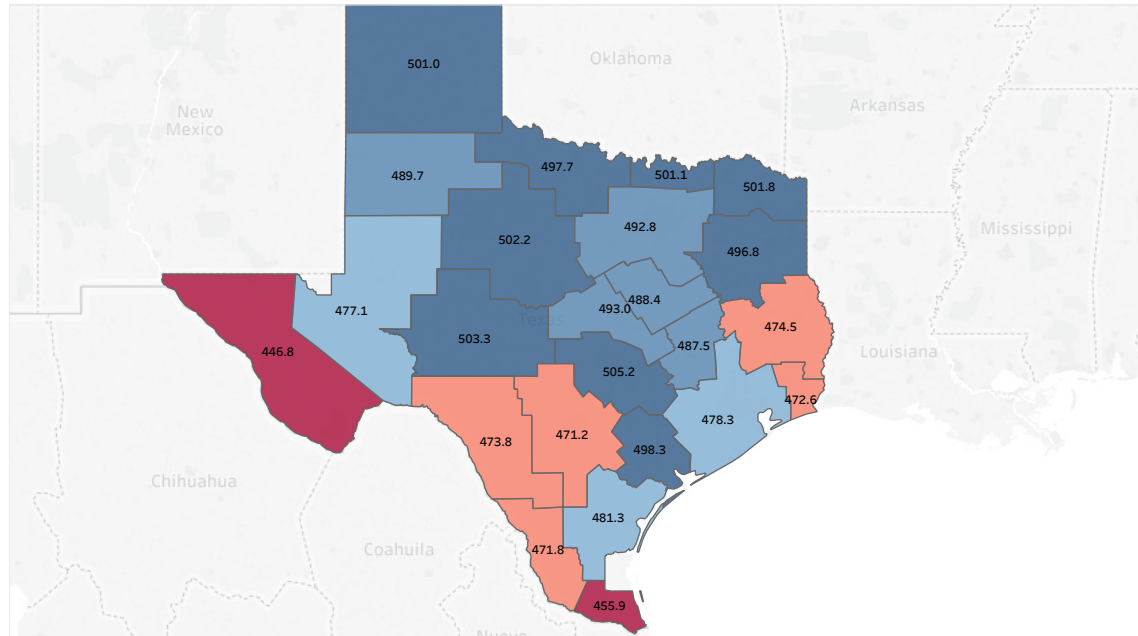 501.0
Oklahoma
New
Mexico
Arkansas
497.7
489.7
501.1
501.8
492.8
Mississippi
502.2
496.8
477.1
488.4
493.0
Texas
474.5
503.3
487.5
446.8
Louisiana
505.2
472.6
478.3
473.8
471.2
498.3
Chihuahua
481.3
Coahuila
471.8
455.9
Nuevo